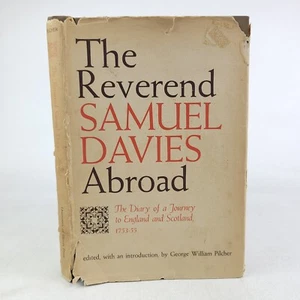 The
Reverend
SAMUEL
DAVIES
Abroad
The Diary of a Journey
to England and Scotland,
1753-55
edited, with an introduction, by George William Pilcher